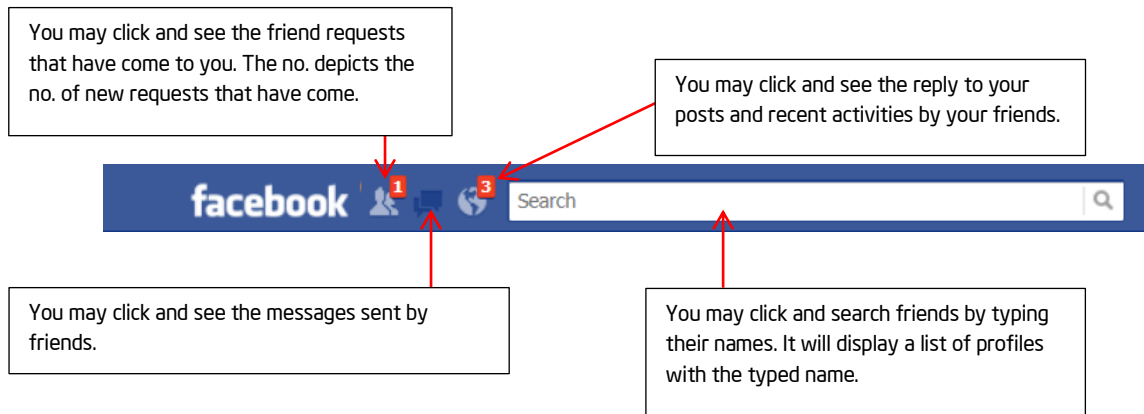 You may click and see the friend requests
that have come to you. The no. depicts the
no. of new requests that have come.
You may click and see the reply to your
posts and recent activities by your friends.
facebook 1 3 Search
You may click and see the messages sent by
friends.
You may click and search friends by typing
their names. It will display a list of profiles
with the typed name.